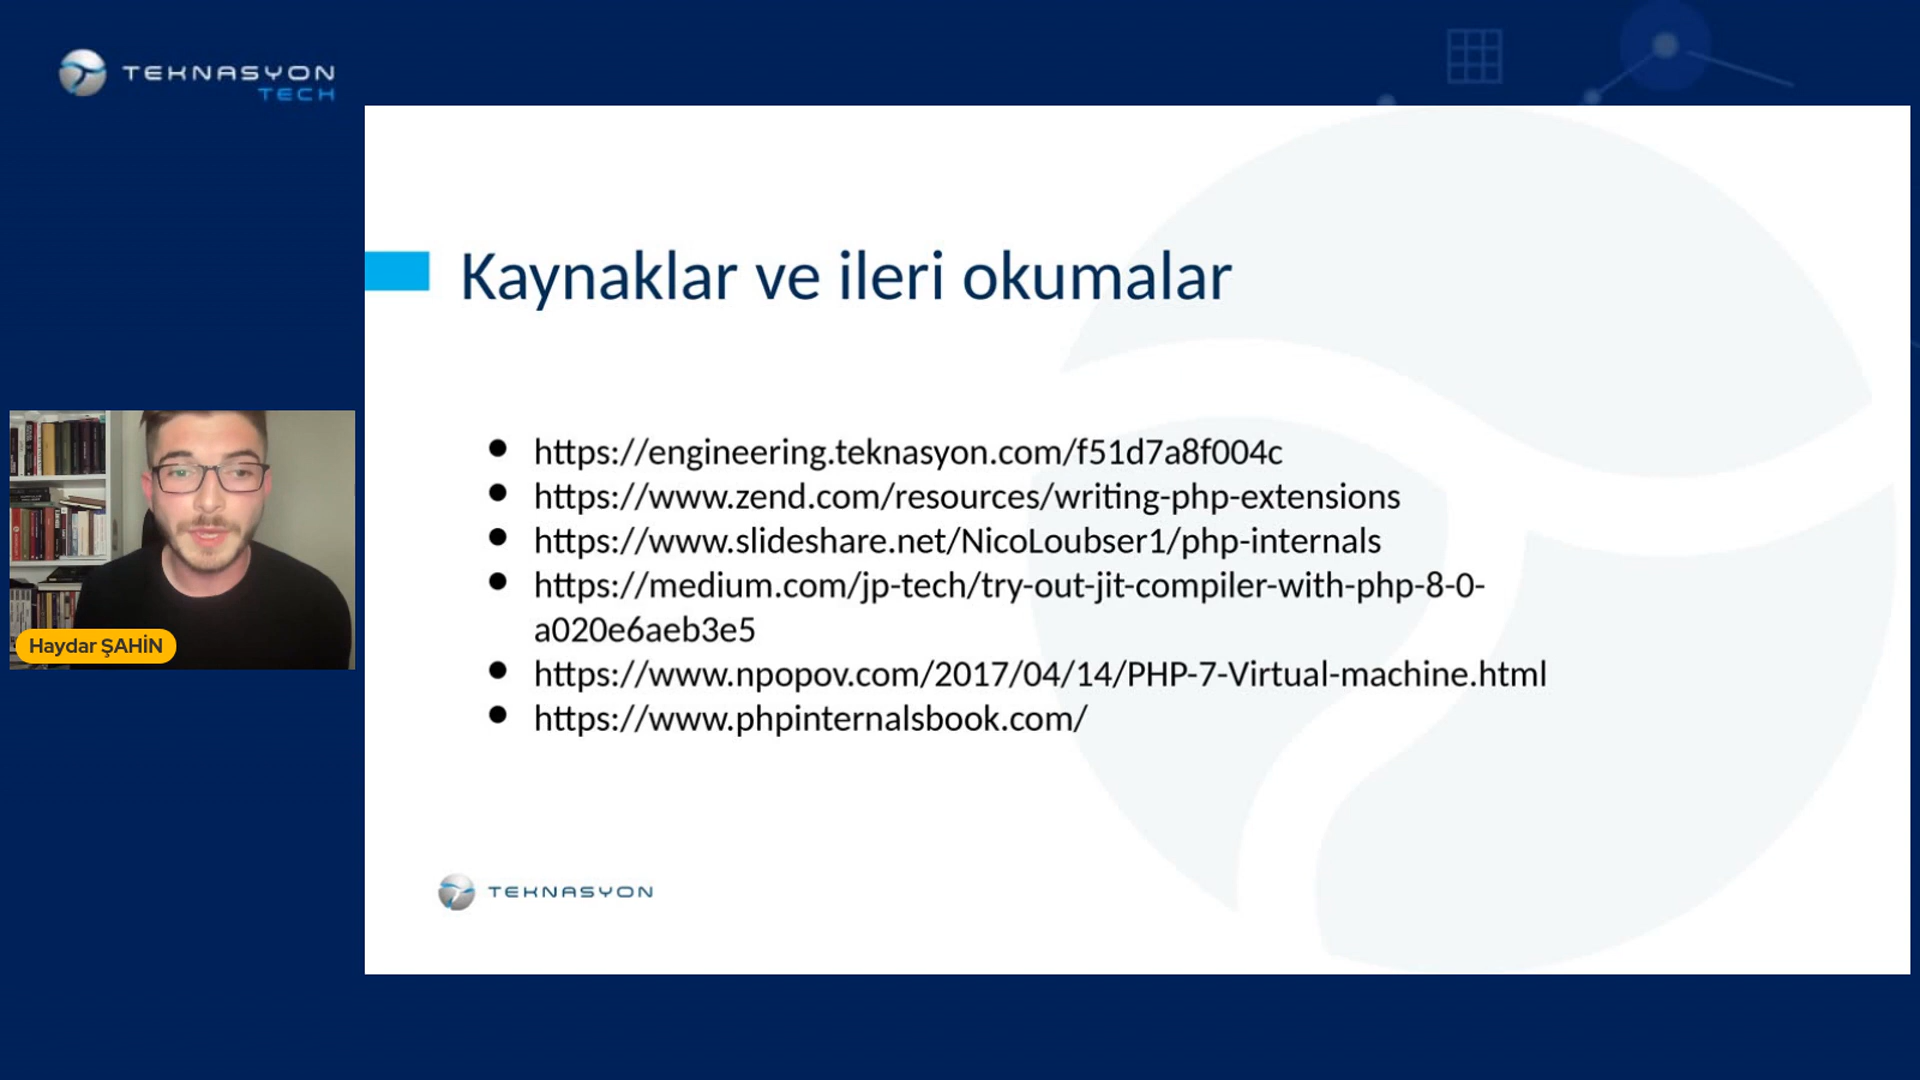 TEKNASYON
TECH
Kaynaklar ve ileri okumalar
https://engineering.teknasyon.com/f51d7a8f004c
https://www.zend.com/resources/writing-php-extensions
https://www.slideshare.net/NicoLoubser1/php-internals
https://medium.com/jp-tech/try-out-jit-compiler-with-php-8-0-
a020e6aeb3e5
https://www.npopov.com/2017/04/14/PHP-7-Virtual-machine.html
https://www.phpinternalsbook.com/
Haydar ŞAHİN
TEKNASYON